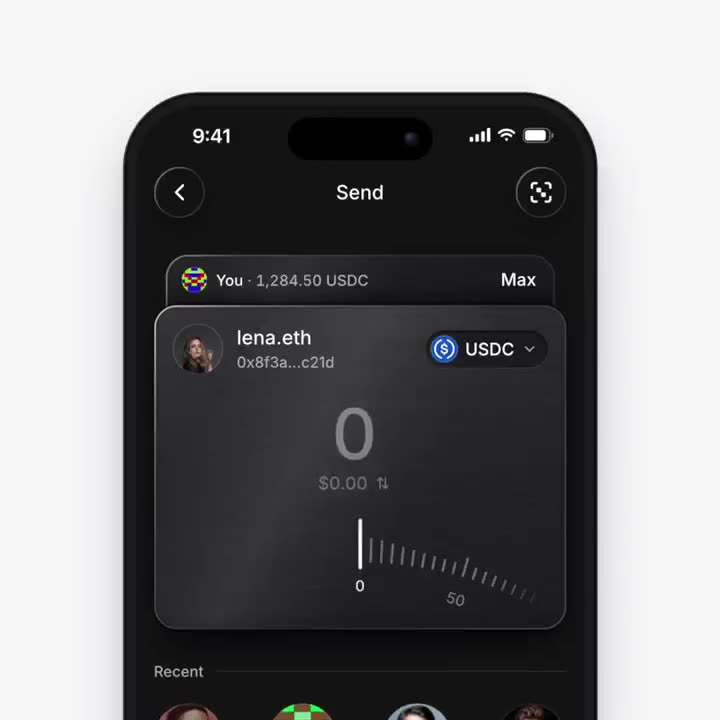 9:41
Send
You · 1,284.50 USDC
Max
lena.eth
0x8f3a...c21d
USDC
0
$0.00
0
50
Recent